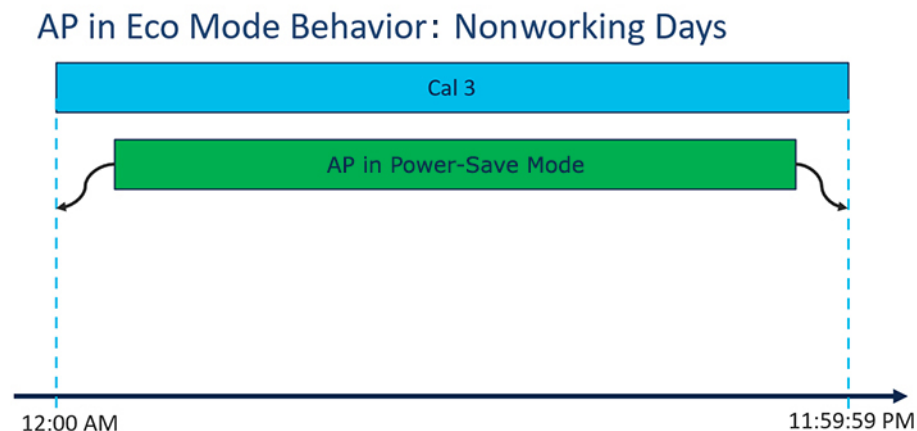 AP in Eco Mode Behavior: Nonworking Days
Cal 3
AP in Power-Save Mode
12:00 AM
11:59:59 PM